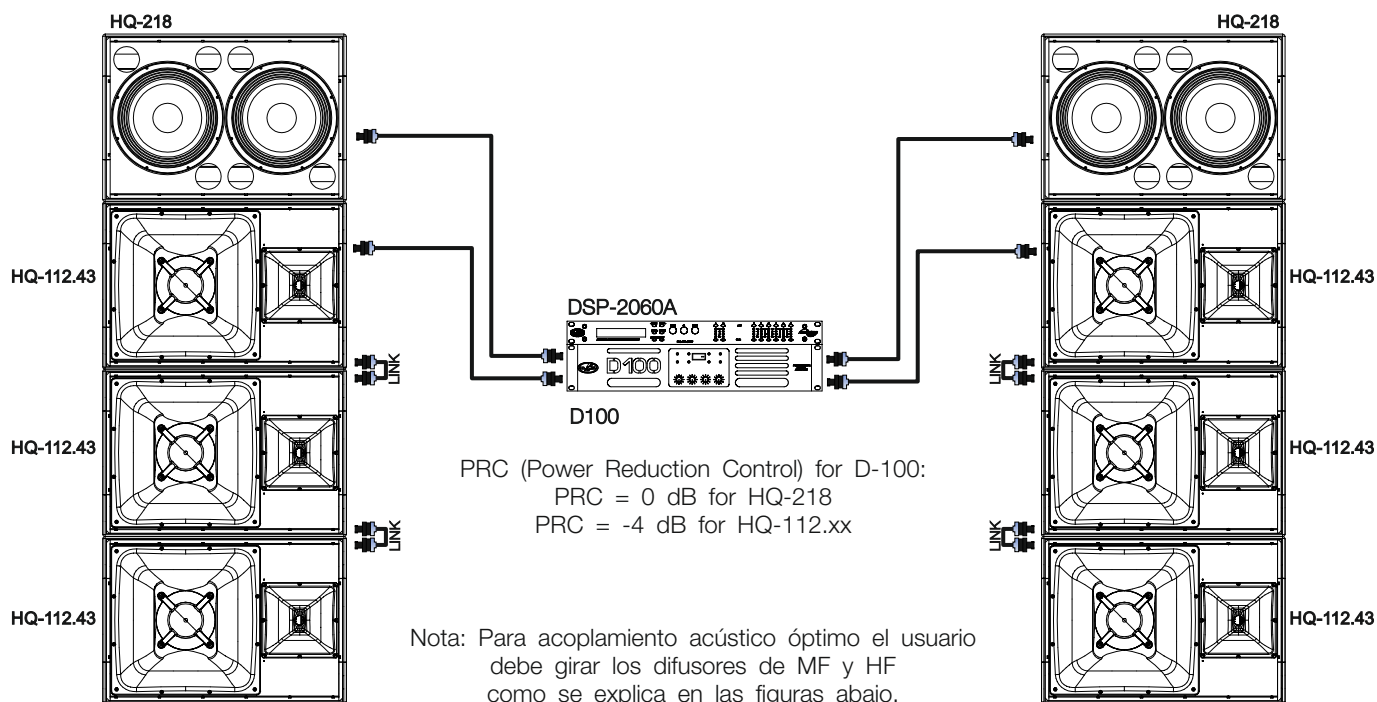 HQ-218
HQ-218
HQ-112.43
HQ-112.43
DSP-2060A
D100
LINK
LINK
D100
HQ-112.43
HQ-112.43
PRC (Power Reduction Control) for D-100:
PRC = 0 dB for HQ-218
PRC = -4 dB for HQ-112.xx
LINK
LINK
HQ-112.43
HQ-112.43
Nota: Para acoplamiento acústico óptimo el usuario
debe girar los difusores de MF y HF
como se explica en las figuras abajo.